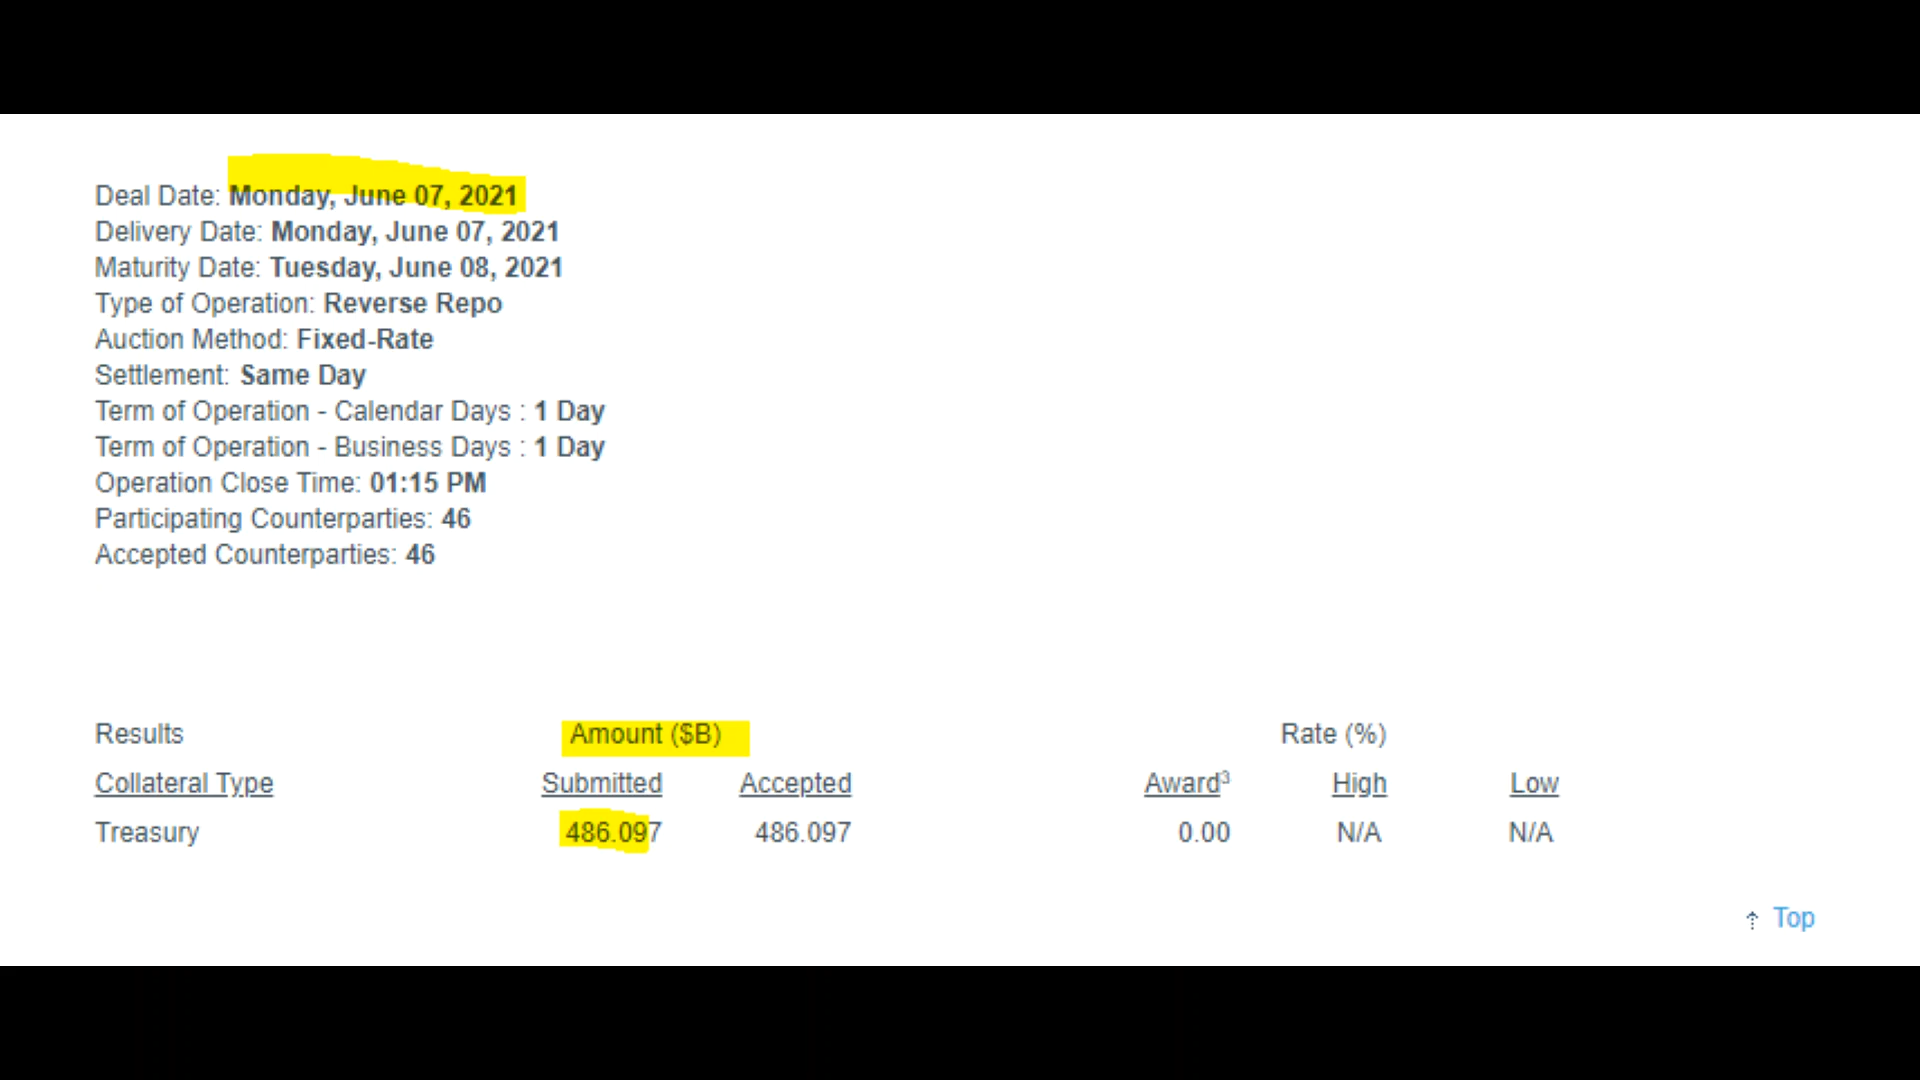 Deal Date: Monday, June 07, 2021
Delivery Date: Monday, June 07, 2021
Maturity Date: Tuesday, June 08, 2021
Type of Operation: Reverse Repo
Auction Method: Fixed-Rate
Settlement: Same Day
Term of Operation - Calendar Days : 1 Day
Term of Operation - Business Days : 1 Day
Operation Close Time: 01:15 PM
Participating Counterparties: 46
Accepted Counterparties: 46
Results Amount ($B) Rate (%)
Collateral Type Submitted Accepted Award³ High Low
Treasury 486.097 486.097 0.00 N/A N/A
⇡ Top